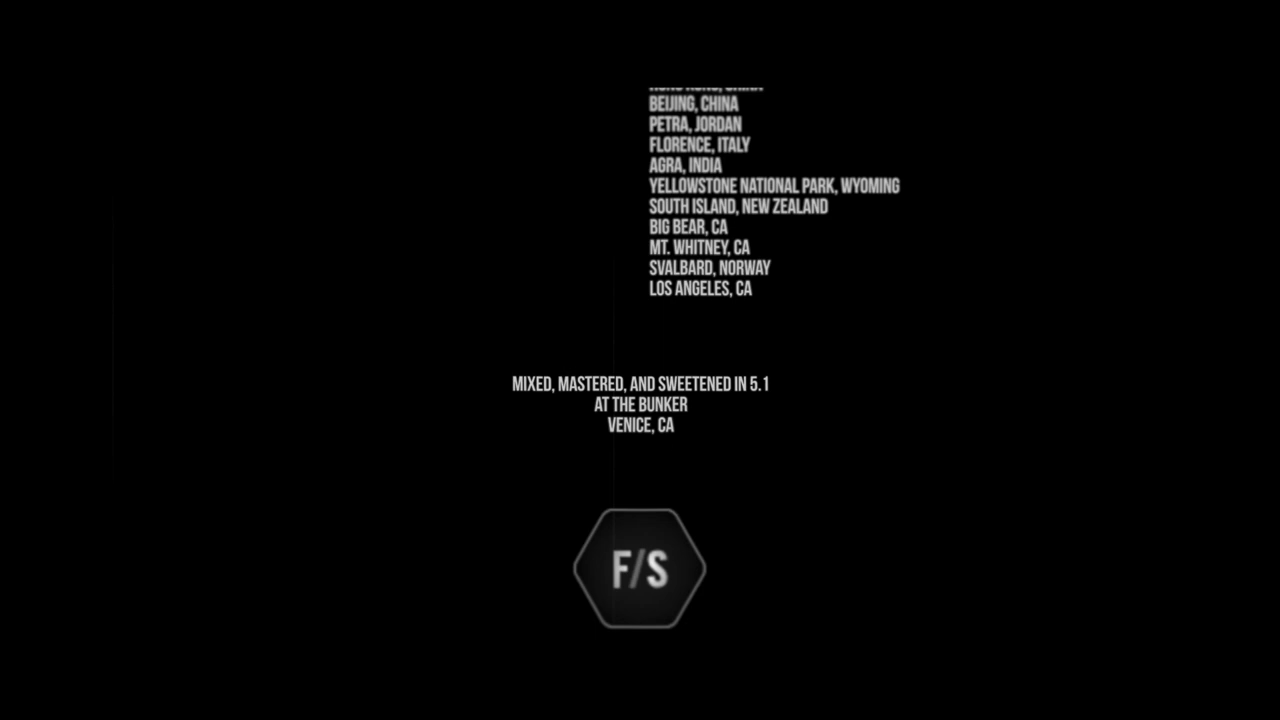 BEIJING, CHINA
PETRA, JORDAN
FLORENCE, ITALY
AGRA, INDIA
YELLOWSTONE NATIONAL PARK, WYOMING
SOUTH ISLAND, NEW ZEALAND
BIG BEAR, CA
MT. WHITNEY, CA
SVALBARD, NORWAY
LOS ANGELES, CA
MIXED, MASTERED, AND SWEETENED IN 5.1
AT THE BUNKER
VENICE, CA
F/S